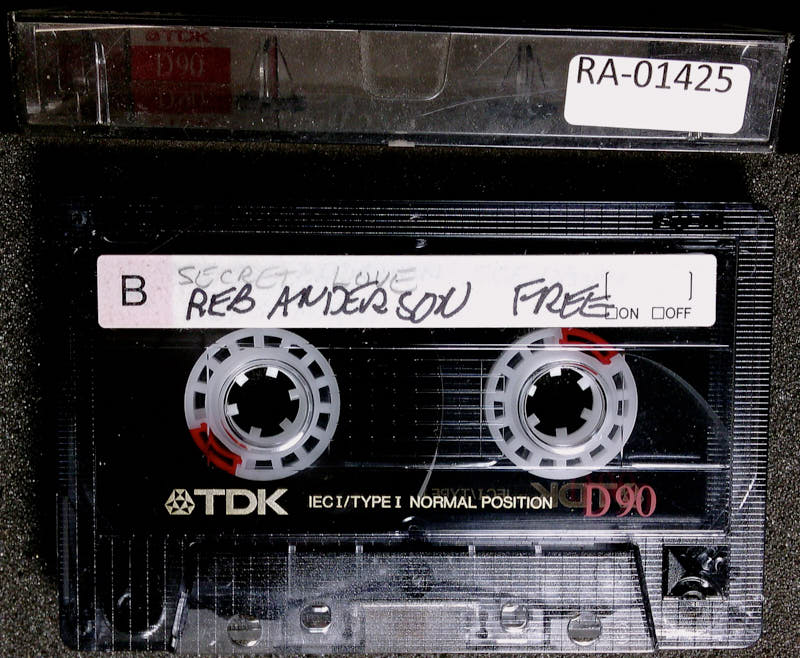 TDK
D90
RA-01425
B
SECRET LOVE
REB ANDERSON FREE
[ ]
ON OFF
TDK IEC I/TYPE I NORMAL POSITION D90